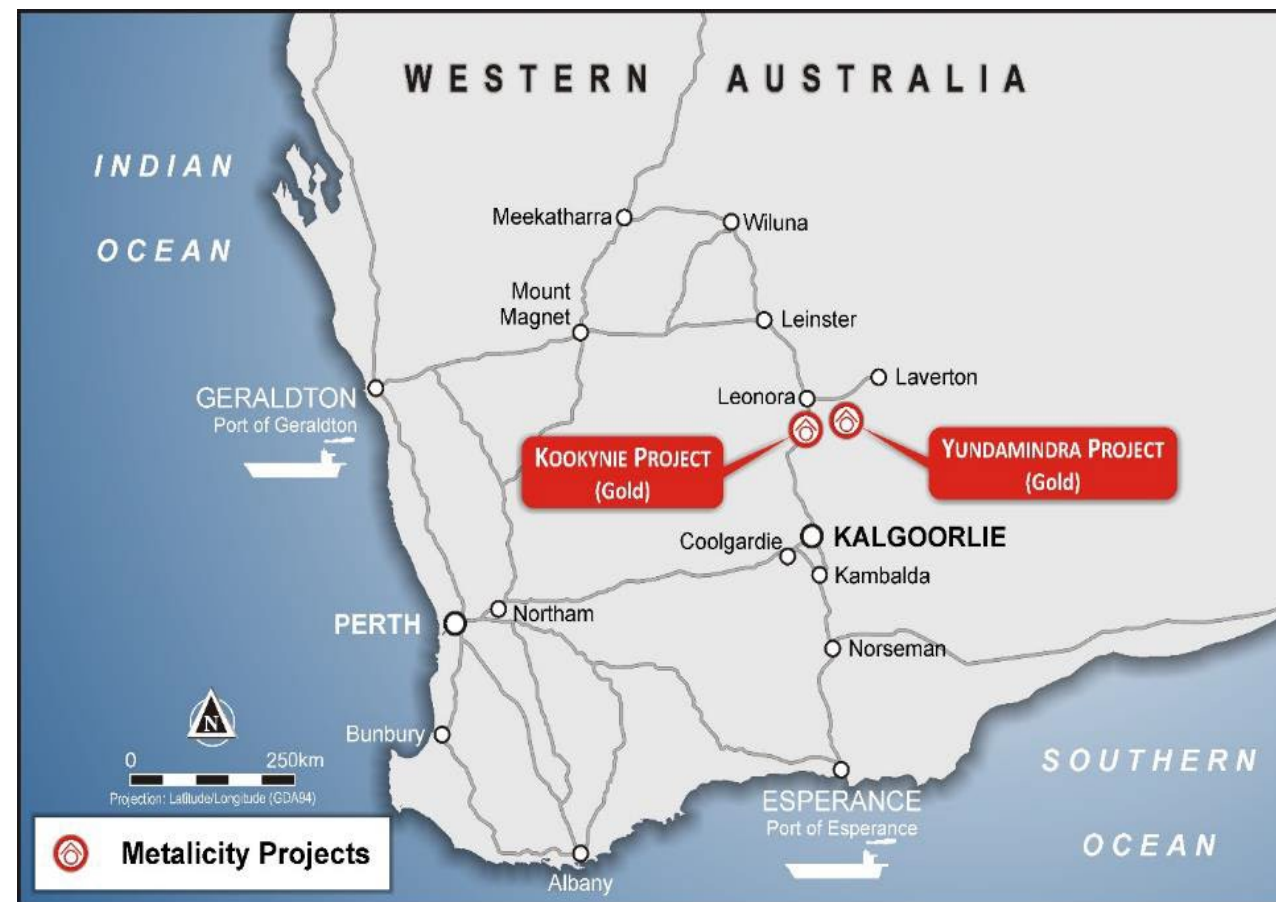 WESTERN AUSTRALIA
INDIAN
OCEAN
Meekatharra
Wiluna
Mount
Magnet
Leinster
Laverton
Leonora
GERALDTON
Port of Geraldton
KOOKYNIE PROJECT
(Gold)
YUNDAMINDRA PROJECT
(Gold)
Coolgardie
KALGOORLIE
Kambalda
Northam
PERTH
Norseman
Bunbury
N
0 250km
Projection: Latitude/Longitude (GDA94)
SOUTHERN
OCEAN
ESPERANCE
Port of Esperance
Metalicity Projects
Albany